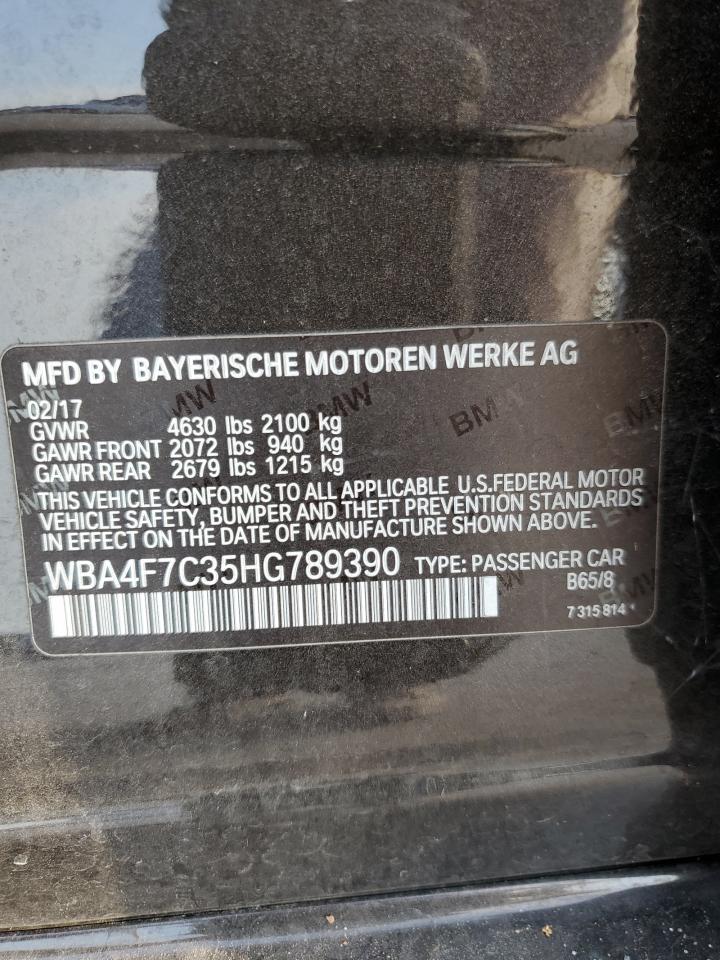 MFD BY BAYERISCHE MOTOREN WERKE AG
02/17
GVWR 4630 lbs 2100 kg
GAWR FRONT 2072 lbs 940 kg
GAWR REAR 2679 lbs 1215 kg
THIS VEHICLE CONFORMS TO ALL APPLICABLE U.S.FEDERAL MOTOR
VEHICLE SAFETY, BUMPER AND THEFT PREVENTION STANDARDS
IN EFFECT ON THE DATE OF MANUFACTURE SHOWN ABOVE.
WBA4F7C35HG789390 TYPE: PASSENGER CAR
B65/8
7 315 814